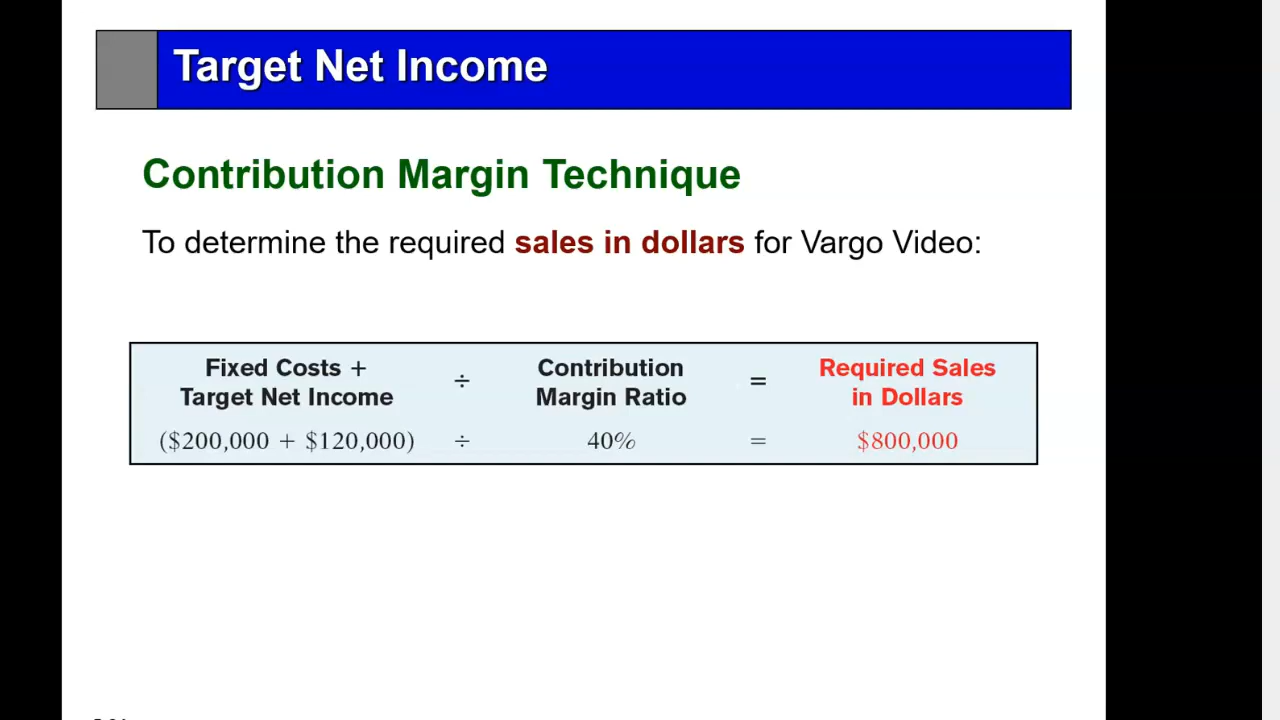 Target Net Income
Contribution Margin Technique
To determine the required sales in dollars for Vargo Video:
Fixed Costs + Contribution Required Sales
Target Net Income ÷ Margin Ratio = in Dollars
($200,000 + $120,000) ÷ 40% = $800,000